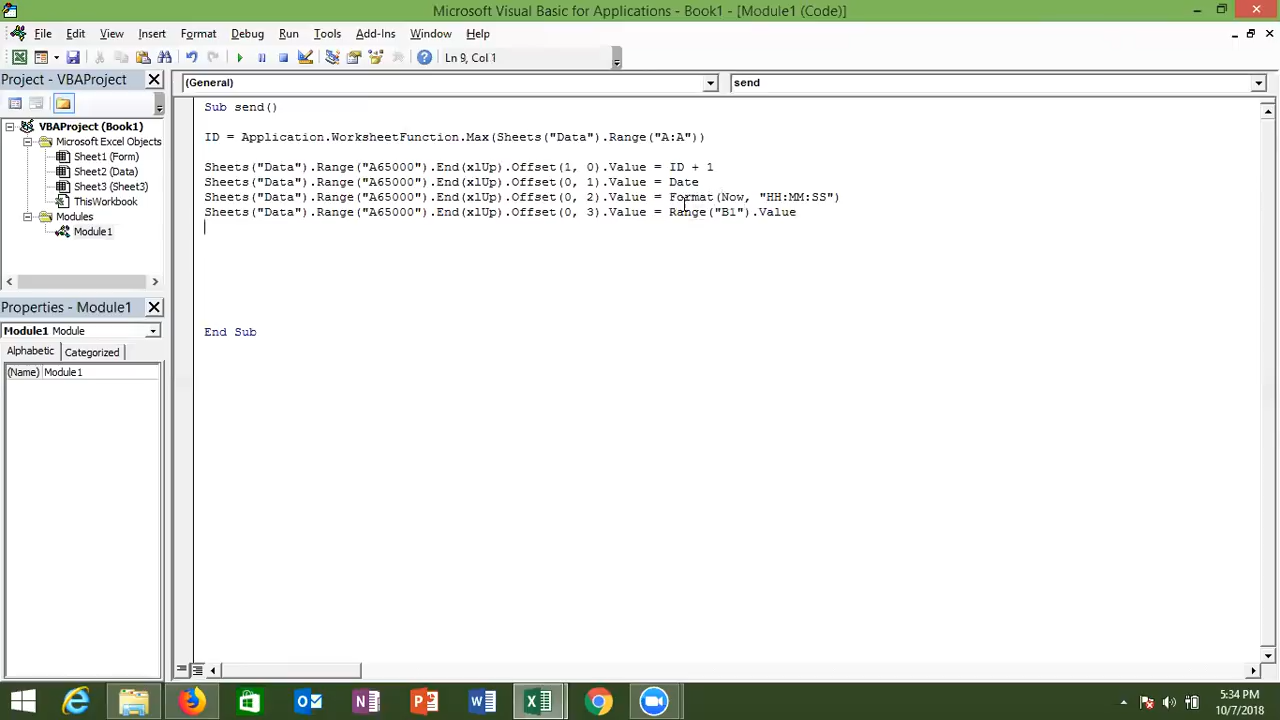 Microsoft Visual Basic for Applications - Book1 - [Module1 (Code)]
File Edit View Insert Format Debug Run Tools Add-Ins Window Help
Ln 9, Col 1
Project - VBAProject
(General)
send
VBAProject (Book1)
Microsoft Excel Objects
Sheet1 (Form)
Sheet2 (Data)
Sheet3 (Sheet3)
ThisWorkbook
Modules
Module1
Properties - Module1
Module1 Module
Alphabetic Categorized
(Name) Module1
Sub send()
ID = Application.WorksheetFunction.Max(Sheets("Data").Range("A:A"))
Sheets("Data").Range("A65000").End(xlUp).Offset(1, 0).Value = ID + 1
Sheets("Data").Range("A65000").End(xlUp).Offset(0, 1).Value = Date
Sheets("Data").Range("A65000").End(xlUp).Offset(0, 2).Value = Format(Now, "HH:MM:SS")
Sheets("Data").Range("A65000").End(xlUp).Offset(0, 3).Value = Range("B1").Value
End Sub
5:34 PM
10/7/2018